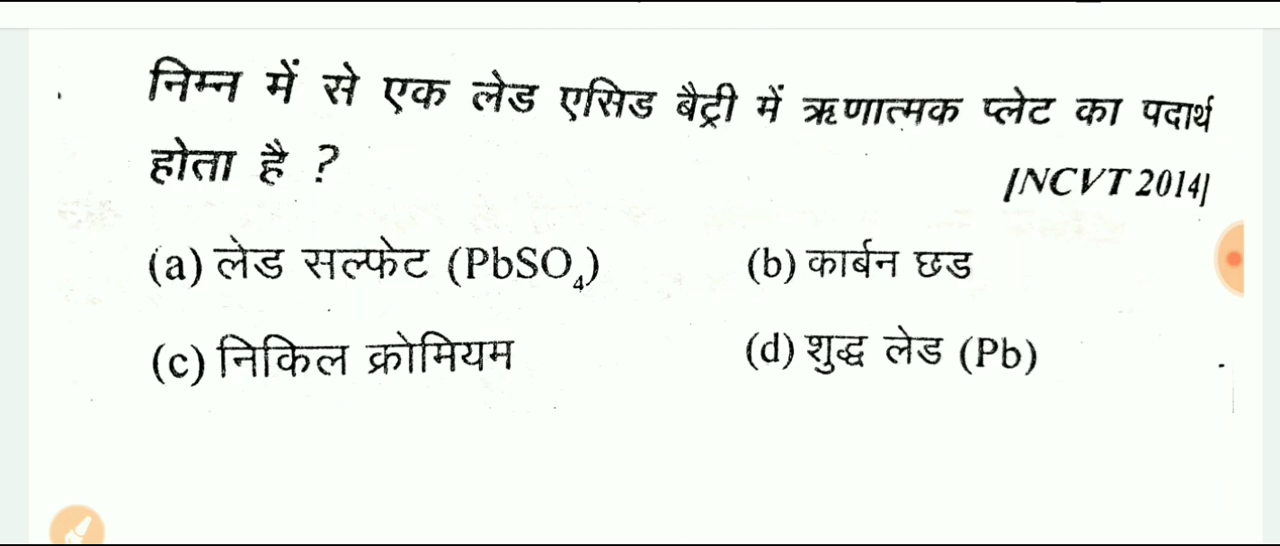 निम्न में से एक लेड एसिड बैट्री में ऋणात्मक प्लेट का पदार्थ
होता है ?
[NCVT 2014]
(a) लेड सल्फेट (PbSO₄) (b) कार्बन छड
(c) निकिल क्रोमियम (d) शुद्ध लेड (Pb)